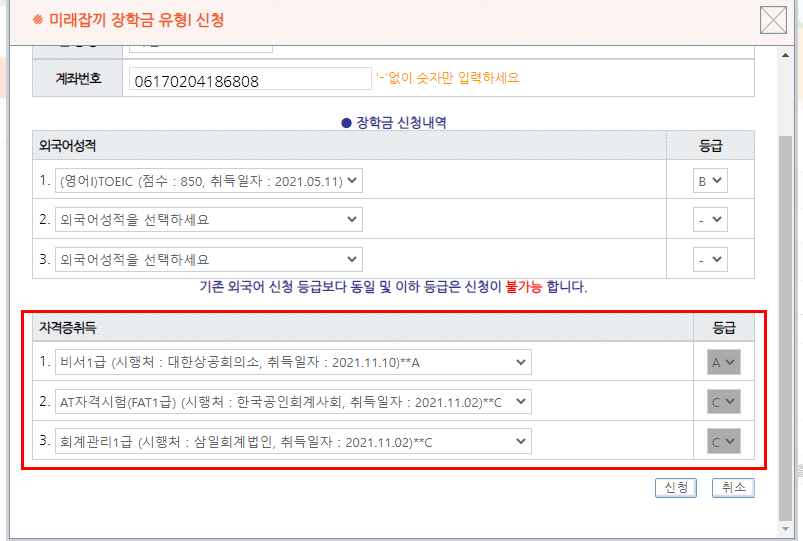 미래잡끼 장학금 유형I 신청
계좌번호 06170204186808 '-'없이 숫자만 입력하세요
● 장학금 신청내역
외국어성적 등급
1. (영어I)TOEIC (점수 : 850, 취득일자 : 2021.05.11) B
2. 외국어성적을 선택하세요 -
3. 외국어성적을 선택하세요 -
기존 외국어 신청 등급보다 동일 및 이하 등급은 신청이 불가능 합니다.
자격증취득 등급
1. 비서1급 (시행처 : 대한상공회의소, 취득일자 : 2021.11.10)**A A
2. AT자격시험(FAT1급) (시행처 : 한국공인회계사회, 취득일자 : 2021.11.02)**C C
3. 회계관리1급 (시행처 : 삼일회계법인, 취득일자 : 2021.11.02)**C C
신청 취소